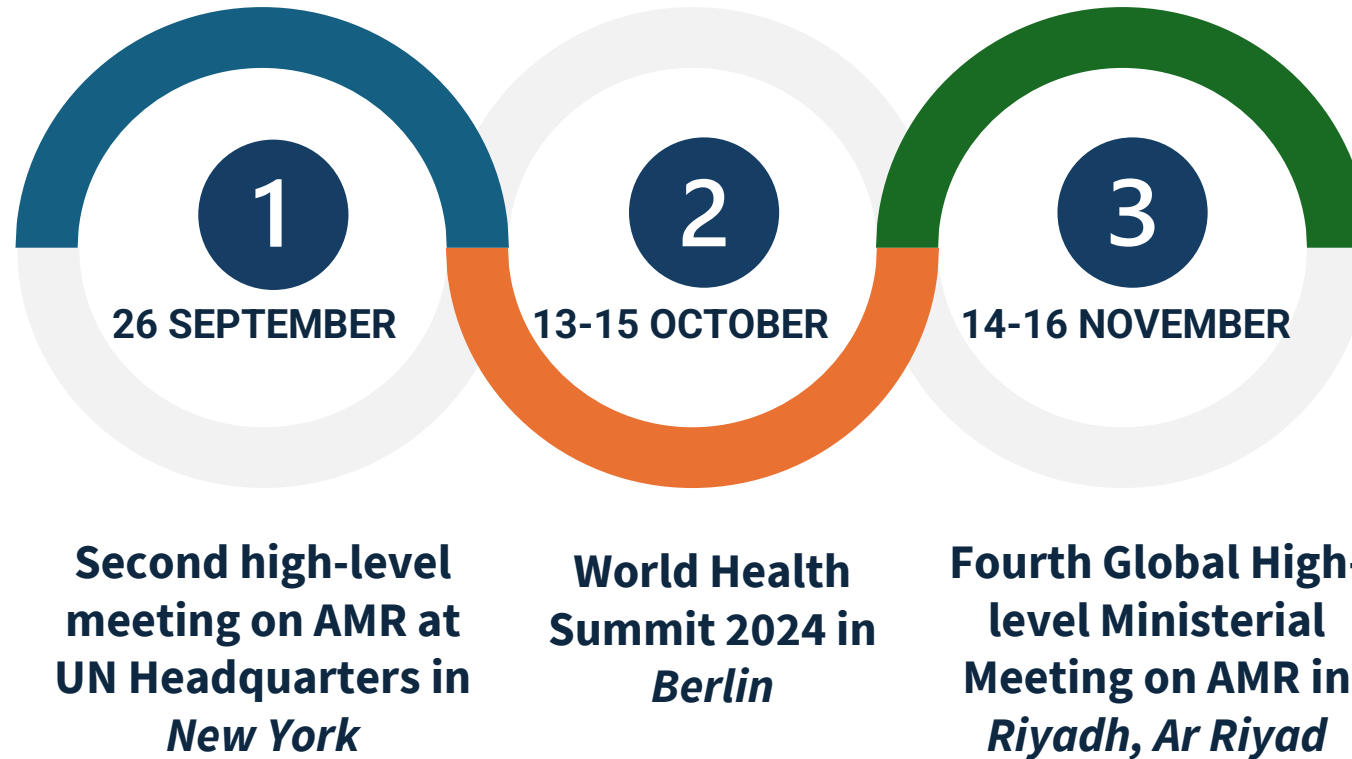 1
26 SEPTEMBER
Second high-level
meeting on AMR at
UN Headquarters in
New York
2
13-15 OCTOBER
World Health
Summit 2024 in
Berlin
3
14-16 NOVEMBER
Fourth Global High-
level Ministerial
Meeting on AMR in
Riyadh, Ar Riyad